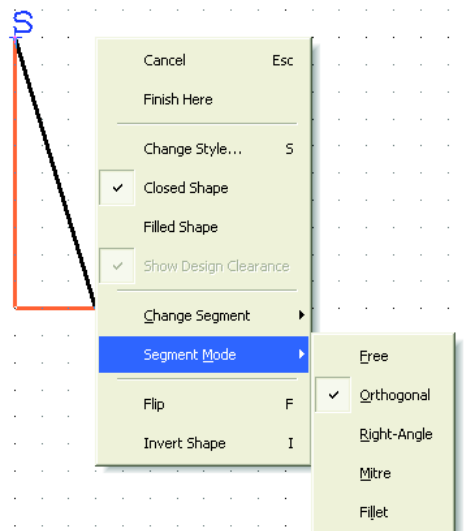 S
Cancel Esc
Finish Here
Change Style... S
Closed Shape
Filled Shape
Show Design Clearance
Change Segment
Segment Mode
Flip F
Invert Shape I
Free
Orthogonal
Right-Angle
Mitre
Fillet